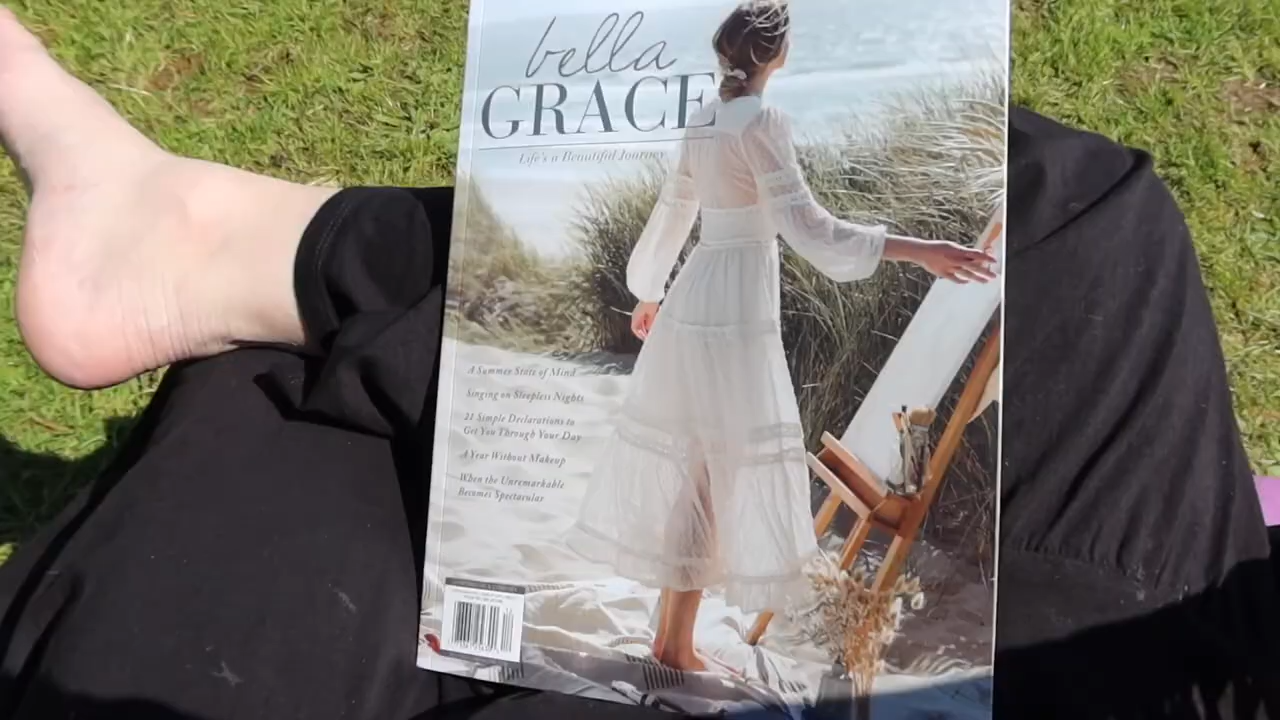 bella
GRACE
Life's a Beautiful Journey
A Summer State of Mind
Singing on Sleepless Nights
21 Simple Declarations to
Get You Through Your Day
A Year Without Makeup
When the Unremarkable
Becomes Spectacular